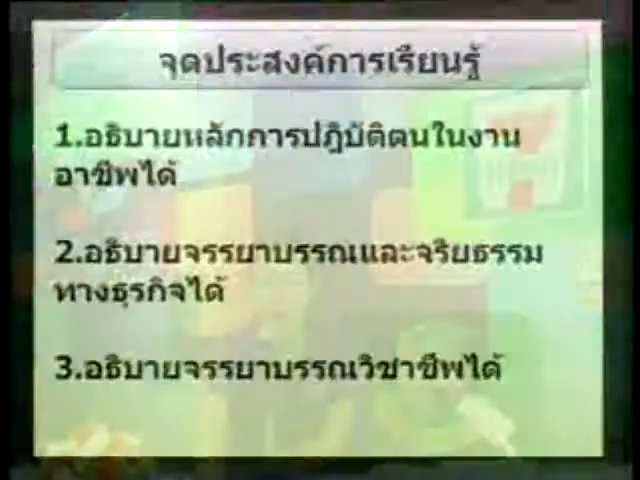 จุดประสงค์การเรียนรู้
1.อธิบายหลักการปฏิบัติตนในงาน
อาชีพได้
2.อธิบายจรรยาบรรณและจริยธรรม
ทางธุรกิจได้
3.อธิบายจรรยาบรรณวิชาชีพได้